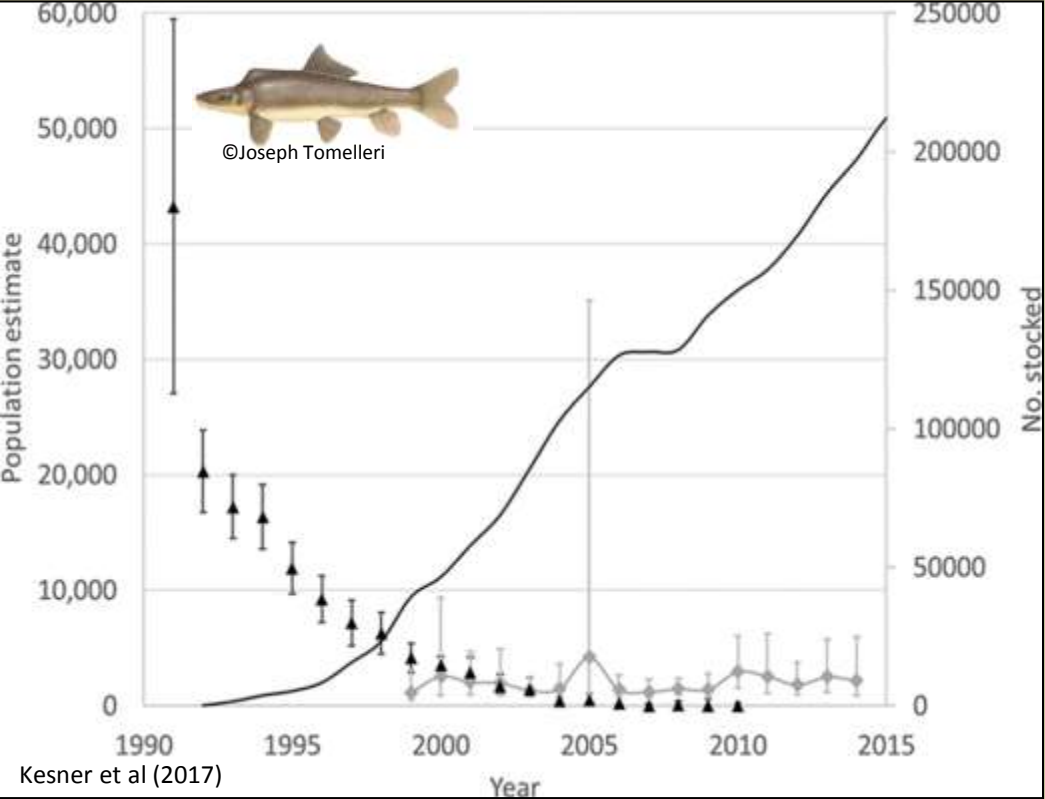 60,000
50,000
40,000
30,000
20,000
10,000
0
Population estimate
©Joseph Tomelleri
250000
200000
150000
100000
50000
0
No. stocked
1990 1995 2000 2005 2010 2015
Year
Kesner et al (2017)